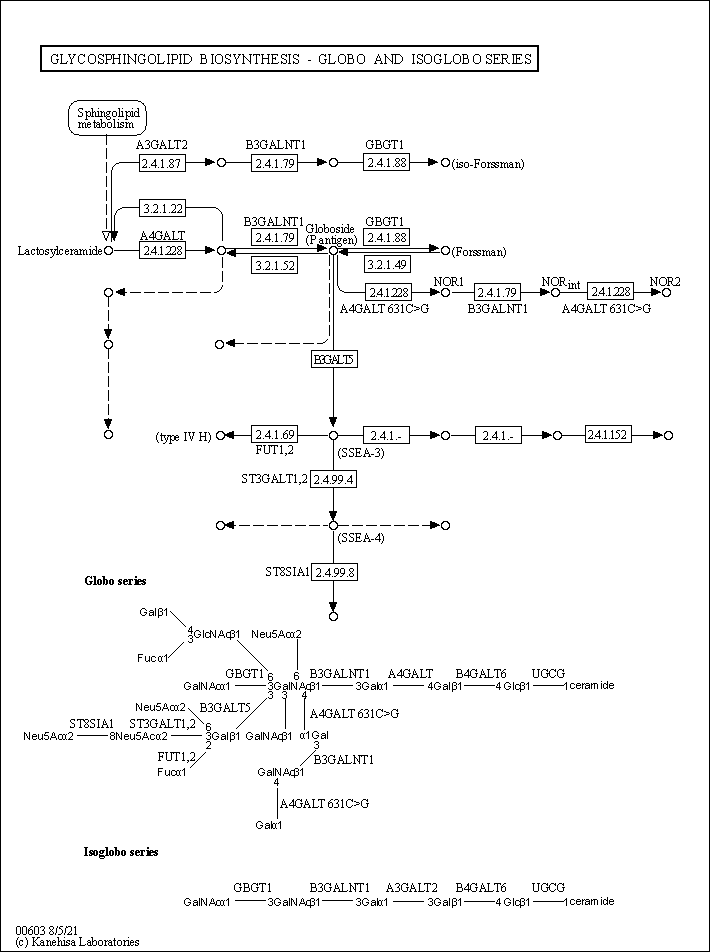 GLYCOSPHINGOLIPID BIOSYNTHESIS - GLOBO AND ISOGLOBO SERIES
Sphingolipid
metabolism
A3GALT2 B3GALNT1 GBGT1
2.4.1.87 2.4.1.79 2.4.1.88 (iso-Forssman)
3.2.1.22
A4GALT B3GALNT1 Globoside (P antigen) GBGT1
Lactosylceramide 2.4.1.228 2.4.1.79 2.4.1.88 (Forssman)
3.2.1.52 3.2.1.49
NOR1 NORint NOR2
2.4.1.228 2.4.1.79 2.4.1.228
A4GALT 631C>G B3GALNT1 A4GALT 631C>G
B3GALT5
(type IV H) 2.4.1.69 2.4.1.- 2.4.1.- 2.4.1.152
FUT1,2 (SSEA-3)
ST3GALT1,2 2.4.99.4
(SSEA-4)
ST8SIA1 2.4.99.8
Globo series
Galβ1
4
3 GlcNAcβ1 Neu5Acα2
Fucα1
GBGT1 6 6 B3GALNT1 A4GALT B4GALT6 UGCG
GalNAcα1 3GalNAcβ1 3Galα1 4Galβ1 4Glcβ1 1ceramide
3 3 4
Neu5Acα2 B3GALT5 A4GALT 631C>G
ST8SIA1 ST3GALT1,2 6
Neu5Acα2 8Neu5Acα2 3Galβ1 GalNAcβ1 α1Gal
2 3
FUT1,2 B3GALNT1
Fucα1 GalNAcβ1
4
A4GALT 631C>G
Galα1
Isoglobo series
GBGT1 B3GALNT1 A3GALT2 B4GALT6 UGCG
GalNAcα1 3GalNAcβ1 3Galα1 3Galβ1 4Glcβ1 1ceramide
00603 8/5/21
(c) Kanehisa Laboratories